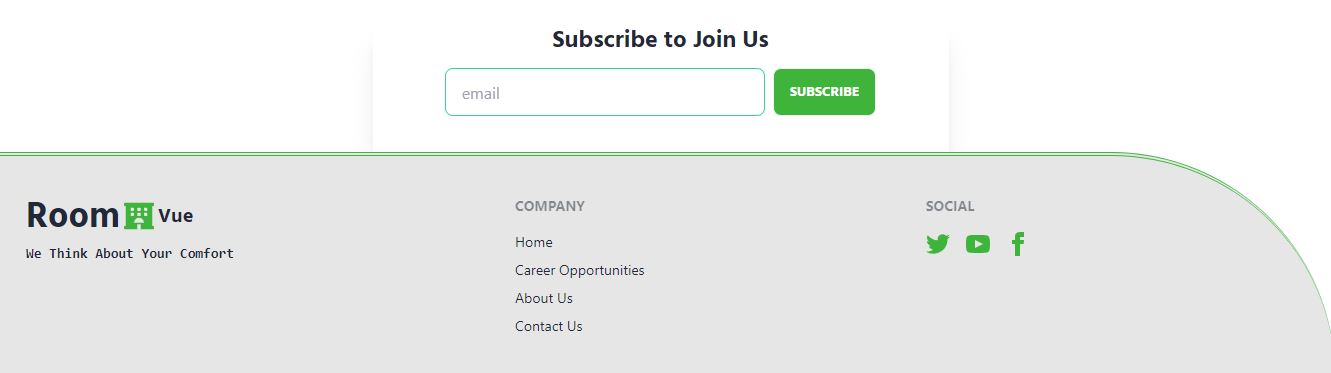 Subscribe to Join Us
email
SUBSCRIBE
Room Vue
We Think About Your Comfort
COMPANY
Home
Career Opportunities
About Us
Contact Us
SOCIAL